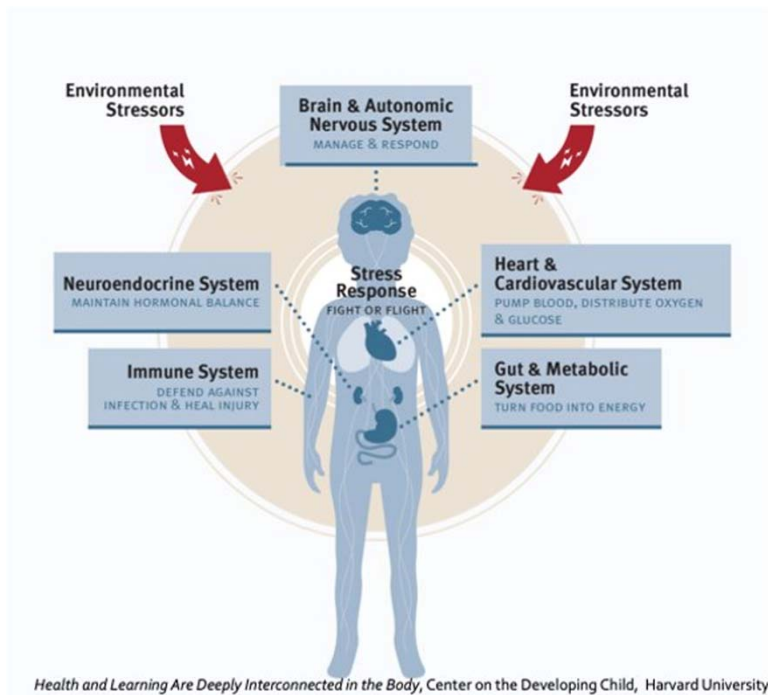 Environmental
Stressors
Brain & Autonomic
Nervous System
MANAGE & RESPOND
Environmental
Stressors
Neuroendocrine System
MAINTAIN HORMONAL BALANCE
Stress
Response
FIGHT OR FLIGHT
Heart &
Cardiovascular System
PUMP BLOOD, DISTRIBUTE OXYGEN
& GLUCOSE
Immune System
DEFEND AGAINST
INFECTION & HEAL INJURY
Gut & Metabolic
System
TURN FOOD INTO ENERGY
Health and Learning Are Deeply Interconnected in the Body, Center on the Developing Child, Harvard University